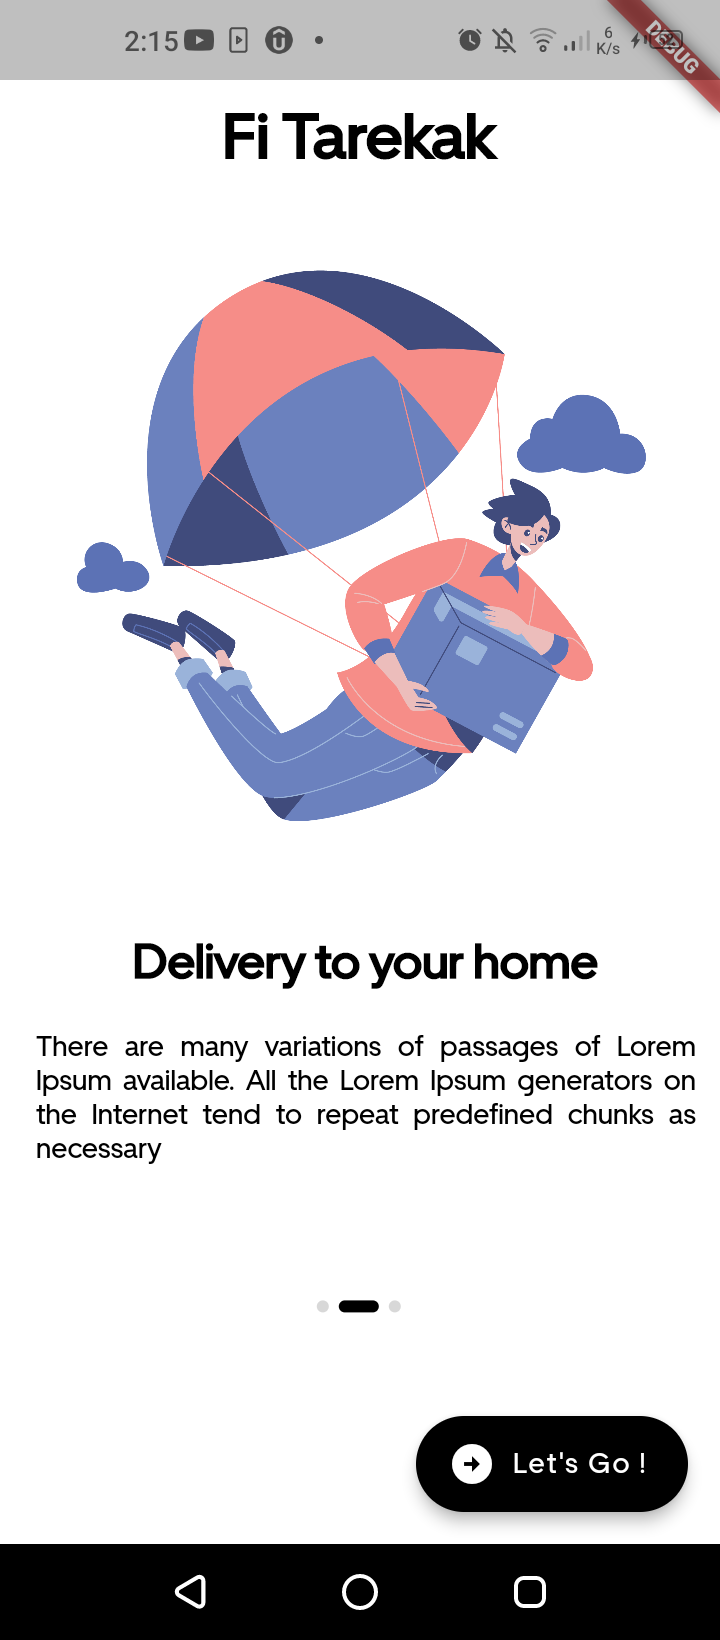 2:15
6
K/s
DEBUG
Fi Tarekak
Delivery to your home
There are many variations of passages of Lorem
Ipsum available. All the Lorem Ipsum generators on
the Internet tend to repeat predefined chunks as
necessary
Let's Go !